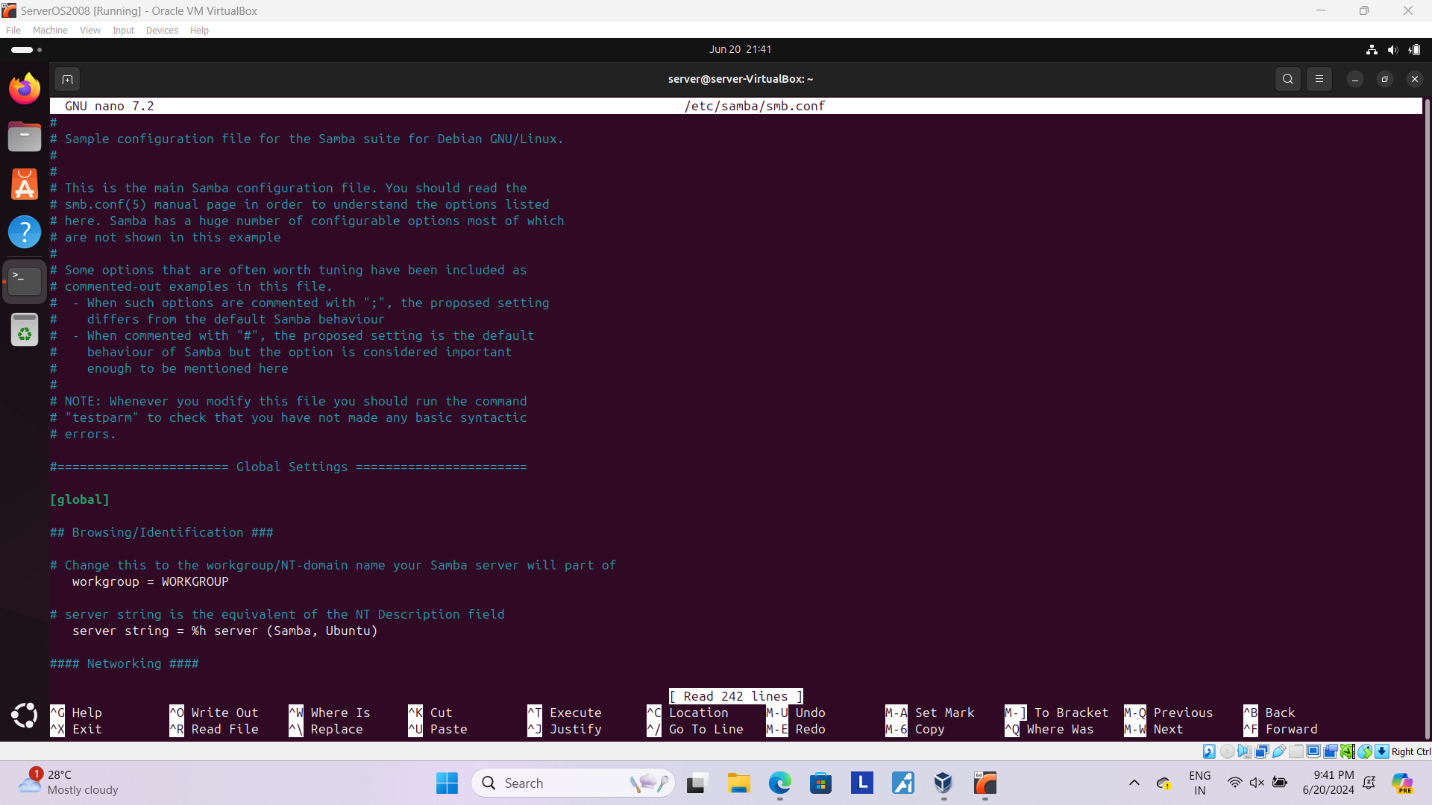 ServerOS2008 [Running] - Oracle VM VirtualBox
File Machine View Input Devices Help
Jun 20 21:41
server@server-VirtualBox: ~
GNU nano 7.2 /etc/samba/smb.conf
#
# Sample configuration file for the Samba suite for Debian GNU/Linux.
#
#
# This is the main Samba configuration file. You should read the
# smb.conf(5) manual page in order to understand the options listed
# here. Samba has a huge number of configurable options most of which
# are not shown in this example
#
# Some options that are often worth tuning have been included as
# commented-out examples in this file.
#  - When such options are commented with ";", the proposed setting
#    differs from the default Samba behaviour
#  - When commented with "#", the proposed setting is the default
#    behaviour of Samba but the option is considered important
#    enough to be mentioned here
#
# NOTE: Whenever you modify this file you should run the command
# "testparm" to check that you have not made any basic syntactic
# errors.
#======================= Global Settings =======================
[global]
## Browsing/Identification ###
# Change this to the workgroup/NT-domain name your Samba server will part of
workgroup = WORKGROUP
# server string is the equivalent of the NT Description field
server string = %h server (Samba, Ubuntu)
#### Networking ####
[ Read 242 lines ]
^G Help ^O Write Out ^W Where Is ^K Cut ^T Execute ^C Location M-U Undo M-A Set Mark M-] To Bracket M-Q Previous ^B Back
^X Exit ^R Read File ^\ Replace ^U Paste ^J Justify ^/ Go To Line M-E Redo M-6 Copy ^Q Where Was M-W Next ^F Forward
Right Ctrl
1
28°C
Mostly cloudy
Search
L
ENG
IN
9:41 PM
6/20/2024
PRE